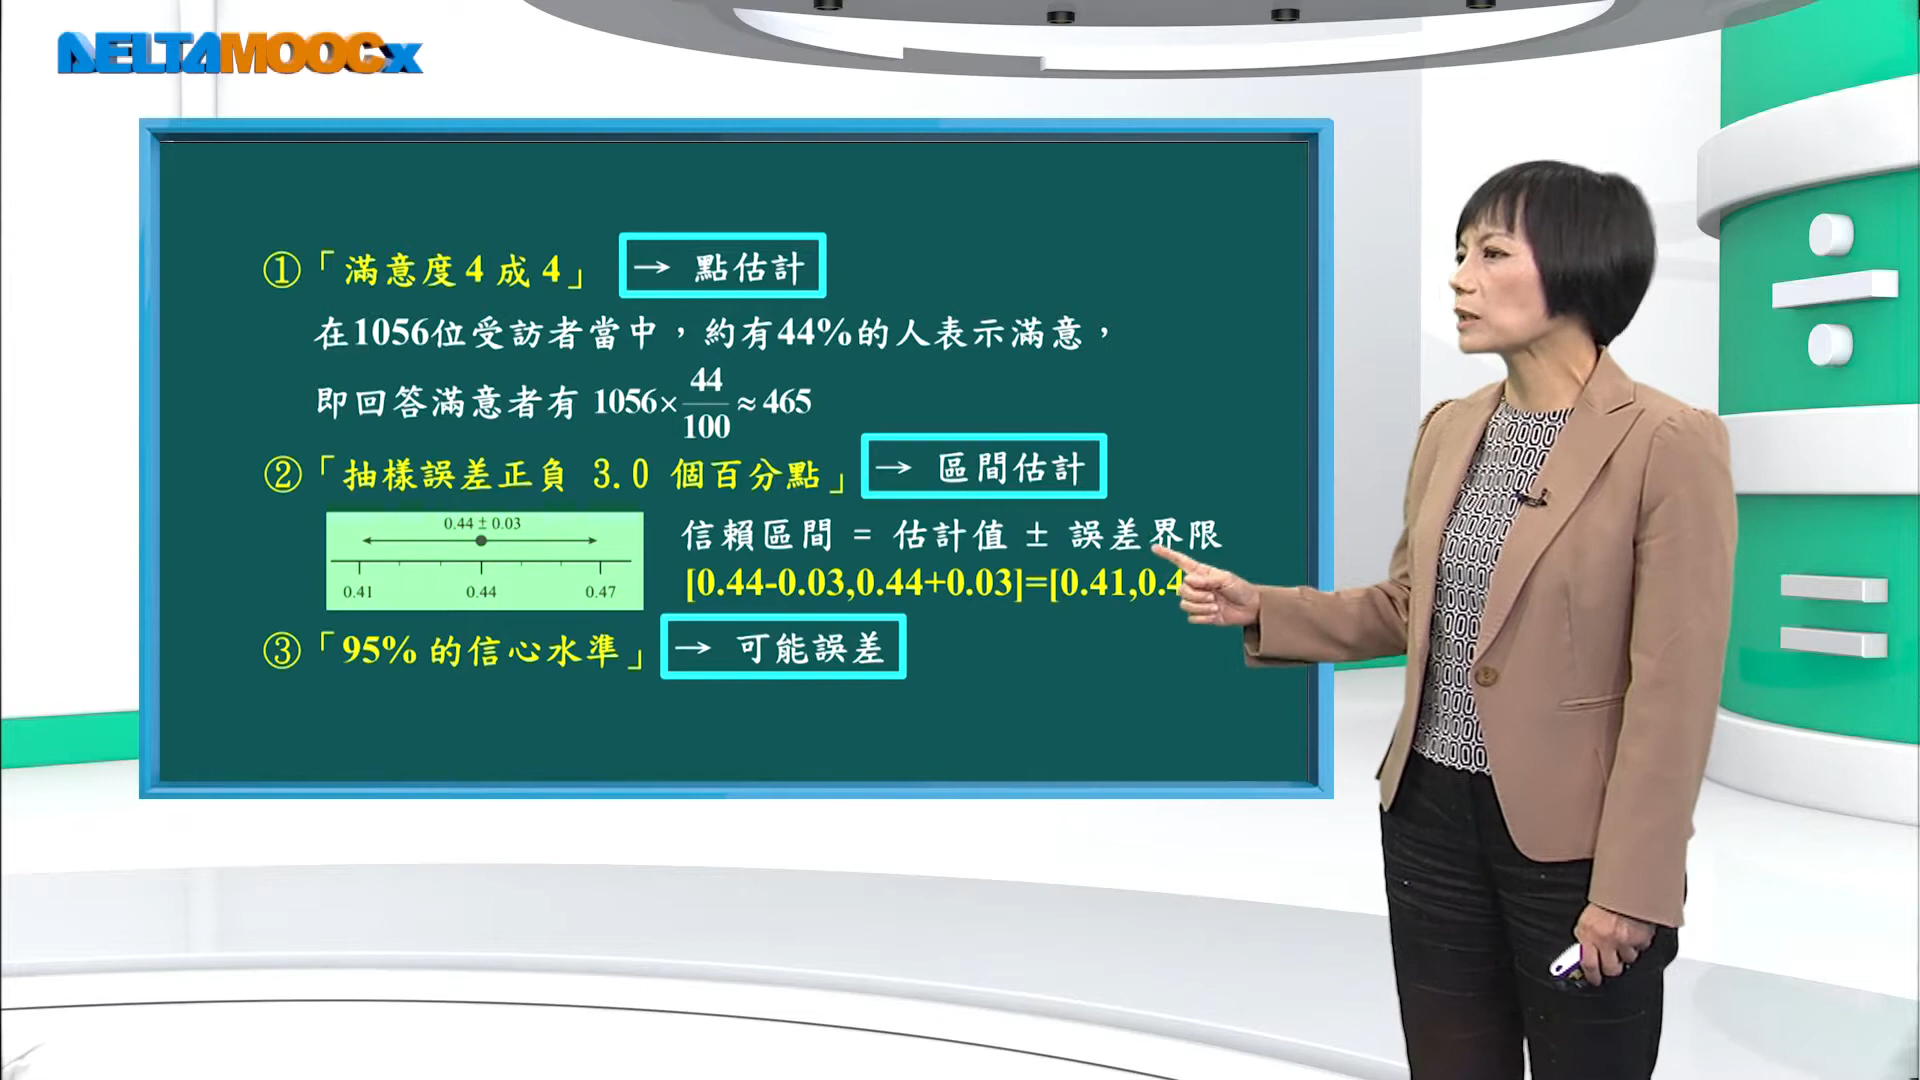 DELTAMOOCx
①「滿意度4成4」 → 點估計
在1056位受訪者當中，約有44%的人表示滿意，
即回答滿意者有 1056×44/100≈465
②「抽樣誤差正負 3.0 個百分點」 → 區間估計
0.44 ± 0.03
0.41 0.44 0.47
信賴區間 = 估計值 ± 誤差界限
[0.44-0.03,0.44+0.03]=[0.41,0.4
③「95% 的信心水準」 → 可能誤差